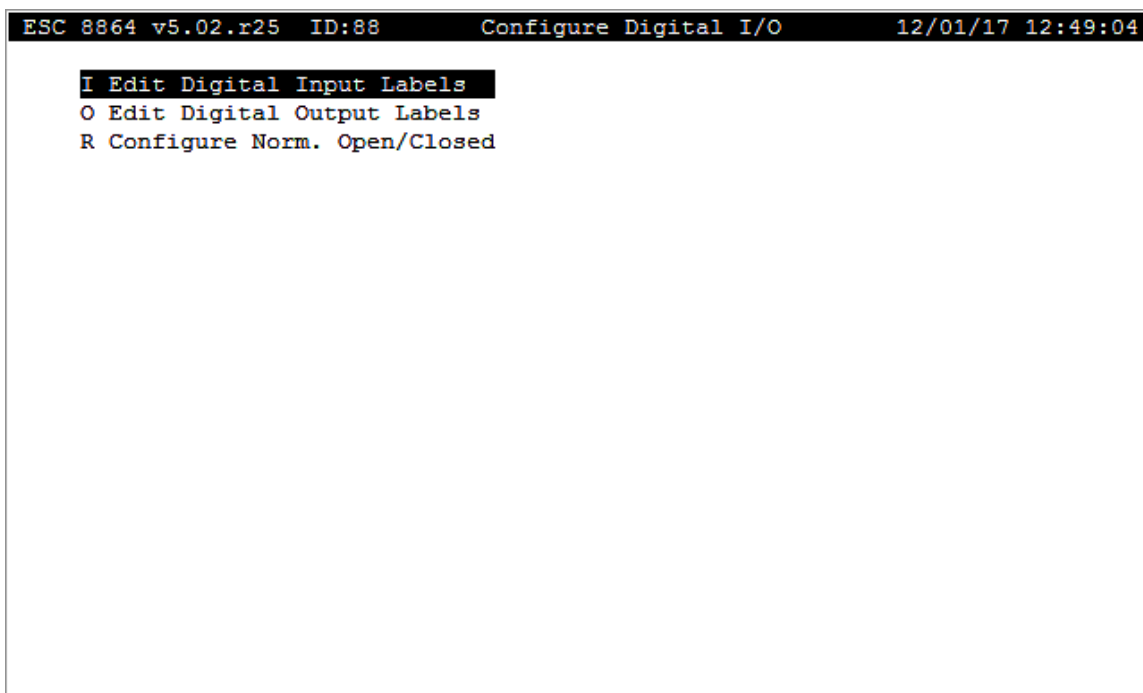 ESC 8864 v5.02.r25 ID:88 Configure Digital I/O 12/01/17 12:49:04
I Edit Digital Input Labels
O Edit Digital Output Labels
R Configure Norm. Open/Closed